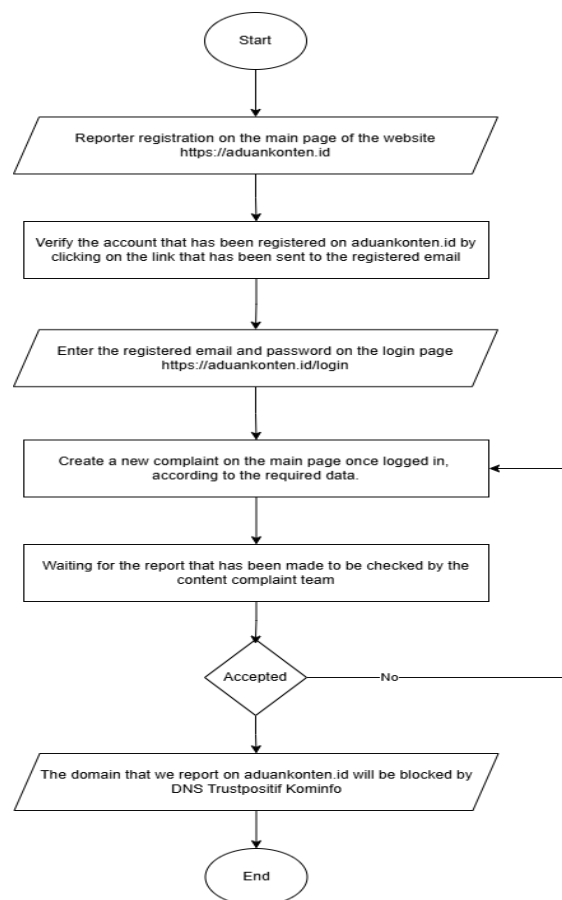 Start
Reporter registration on the main page of the website
https://aduankonten.id
Verify the account that has been registered on aduankonten.id by
clicking on the link that has been sent to the registered email
Enter the registered email and password on the login page
https://aduankonten.id/login
Create a new complaint on the main page once logged in,
according to the required data.
Waiting for the report that has been made to be checked by the
content complaint team
Accepted
No
The domain that we report on aduankonten.id will be blocked by
DNS Trustpositif Kominfo
End